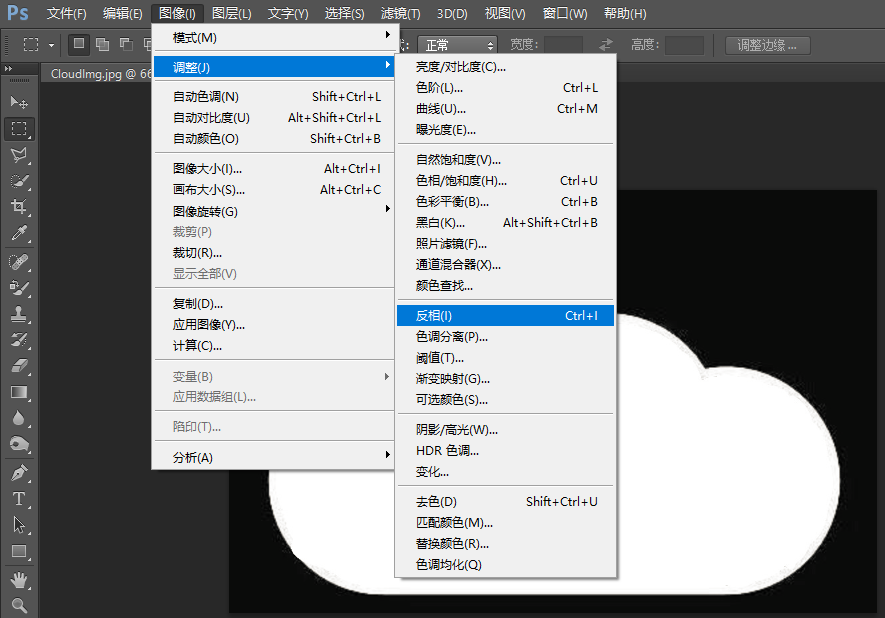 Ps 文件(F) 编辑(E) 图像(I) 图层(L) 文字(Y) 选择(S) 滤镜(T) 3D(D) 视图(V) 窗口(W) 帮助(H)
正常 宽度: 高度: 调整边缘...
CloudImg.jpg @ 66
模式(M)
调整(J)
自动色调(N) Shift+Ctrl+L
自动对比度(U) Alt+Shift+Ctrl+L
自动颜色(O) Shift+Ctrl+B
图像大小(I)... Alt+Ctrl+I
画布大小(S)... Alt+Ctrl+C
图像旋转(G)
裁剪(P)
裁切(R)...
显示全部(V)
复制(D)...
应用图像(Y)...
计算(C)...
变量(B)
应用数据组(L)...
陷印(T)...
分析(A)
亮度/对比度(C)...
色阶(L)... Ctrl+L
曲线(U)... Ctrl+M
曝光度(E)...
自然饱和度(V)...
色相/饱和度(H)... Ctrl+U
色彩平衡(B)... Ctrl+B
黑白(K)... Alt+Shift+Ctrl+B
照片滤镜(F)...
通道混合器(X)...
颜色查找...
反相(I) Ctrl+I
色调分离(P)...
阈值(T)...
渐变映射(G)...
可选颜色(S)...
阴影/高光(W)...
HDR 色调...
变化...
去色(D) Shift+Ctrl+U
匹配颜色(M)...
替换颜色(R)...
色调均化(Q)
T